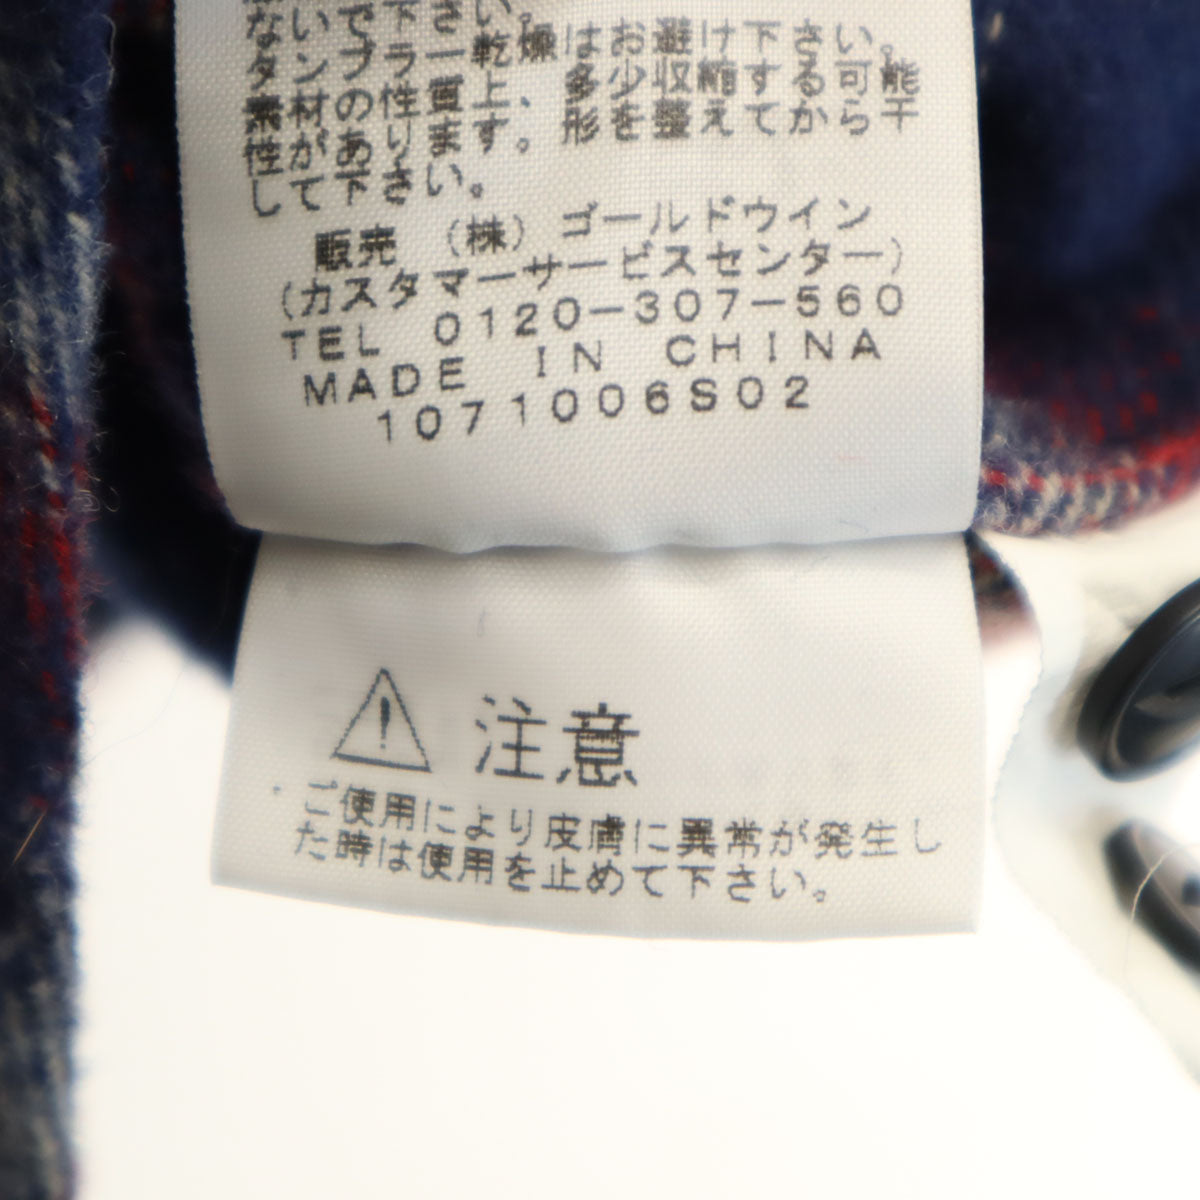 ないで下さい。
タンブラー乾燥はお避け下さい。
素材の性質上、多少収縮する可能
性があります。形を整えてから干
して下さい。
販売 (株)ゴールドウイン
(カスタマーサービスセンター)
TEL 0120-307-560
MADE IN CHINA
1071006S02
注意
ご使用により皮膚に異常が発生し
た時は使用を止めて下さい。